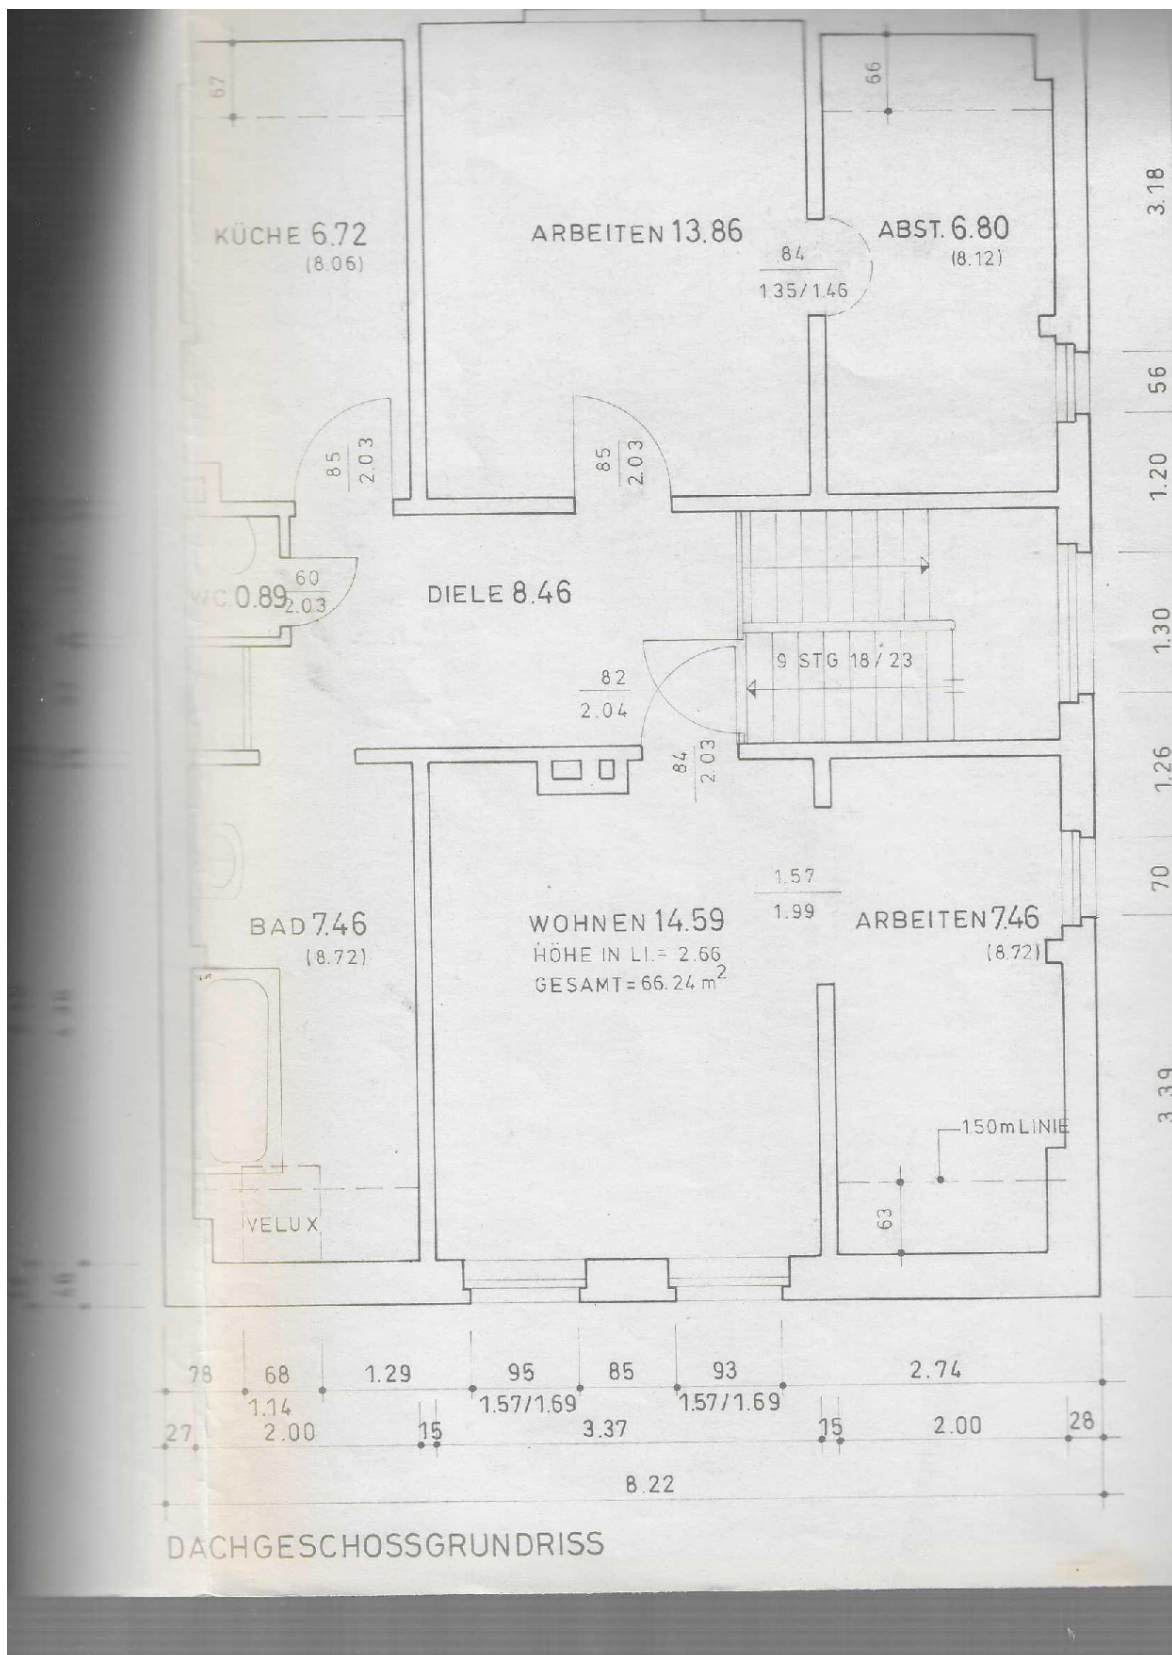 67
66
3.18
KÜCHE 6.72
(8.06)
ARBEITEN 13.86
ABST. 6.80
(8.12)
84
1.35/1.46
56
85
2.03
85
2.03
1.20
WC 0.89
60
2.03
DIELE 8.46
1.30
9 STG 18/23
82
2.04
84
2.03
1.26
1.57
1.99
70
BAD 7.46
(8.72)
WOHNEN 14.59
HÖHE IN LI.= 2.66
GESAMT = 66.24 m²
ARBEITEN 7.46
(8.72)
3.39
1.50m LINIE
VELUX
63
78 68 1.29 95 85 93 2.74
1.14 1.57/1.69 1.57/1.69
27 2.00 15 3.37 15 2.00 28
8.22
DACHGESCHOSSGRUNDRISS